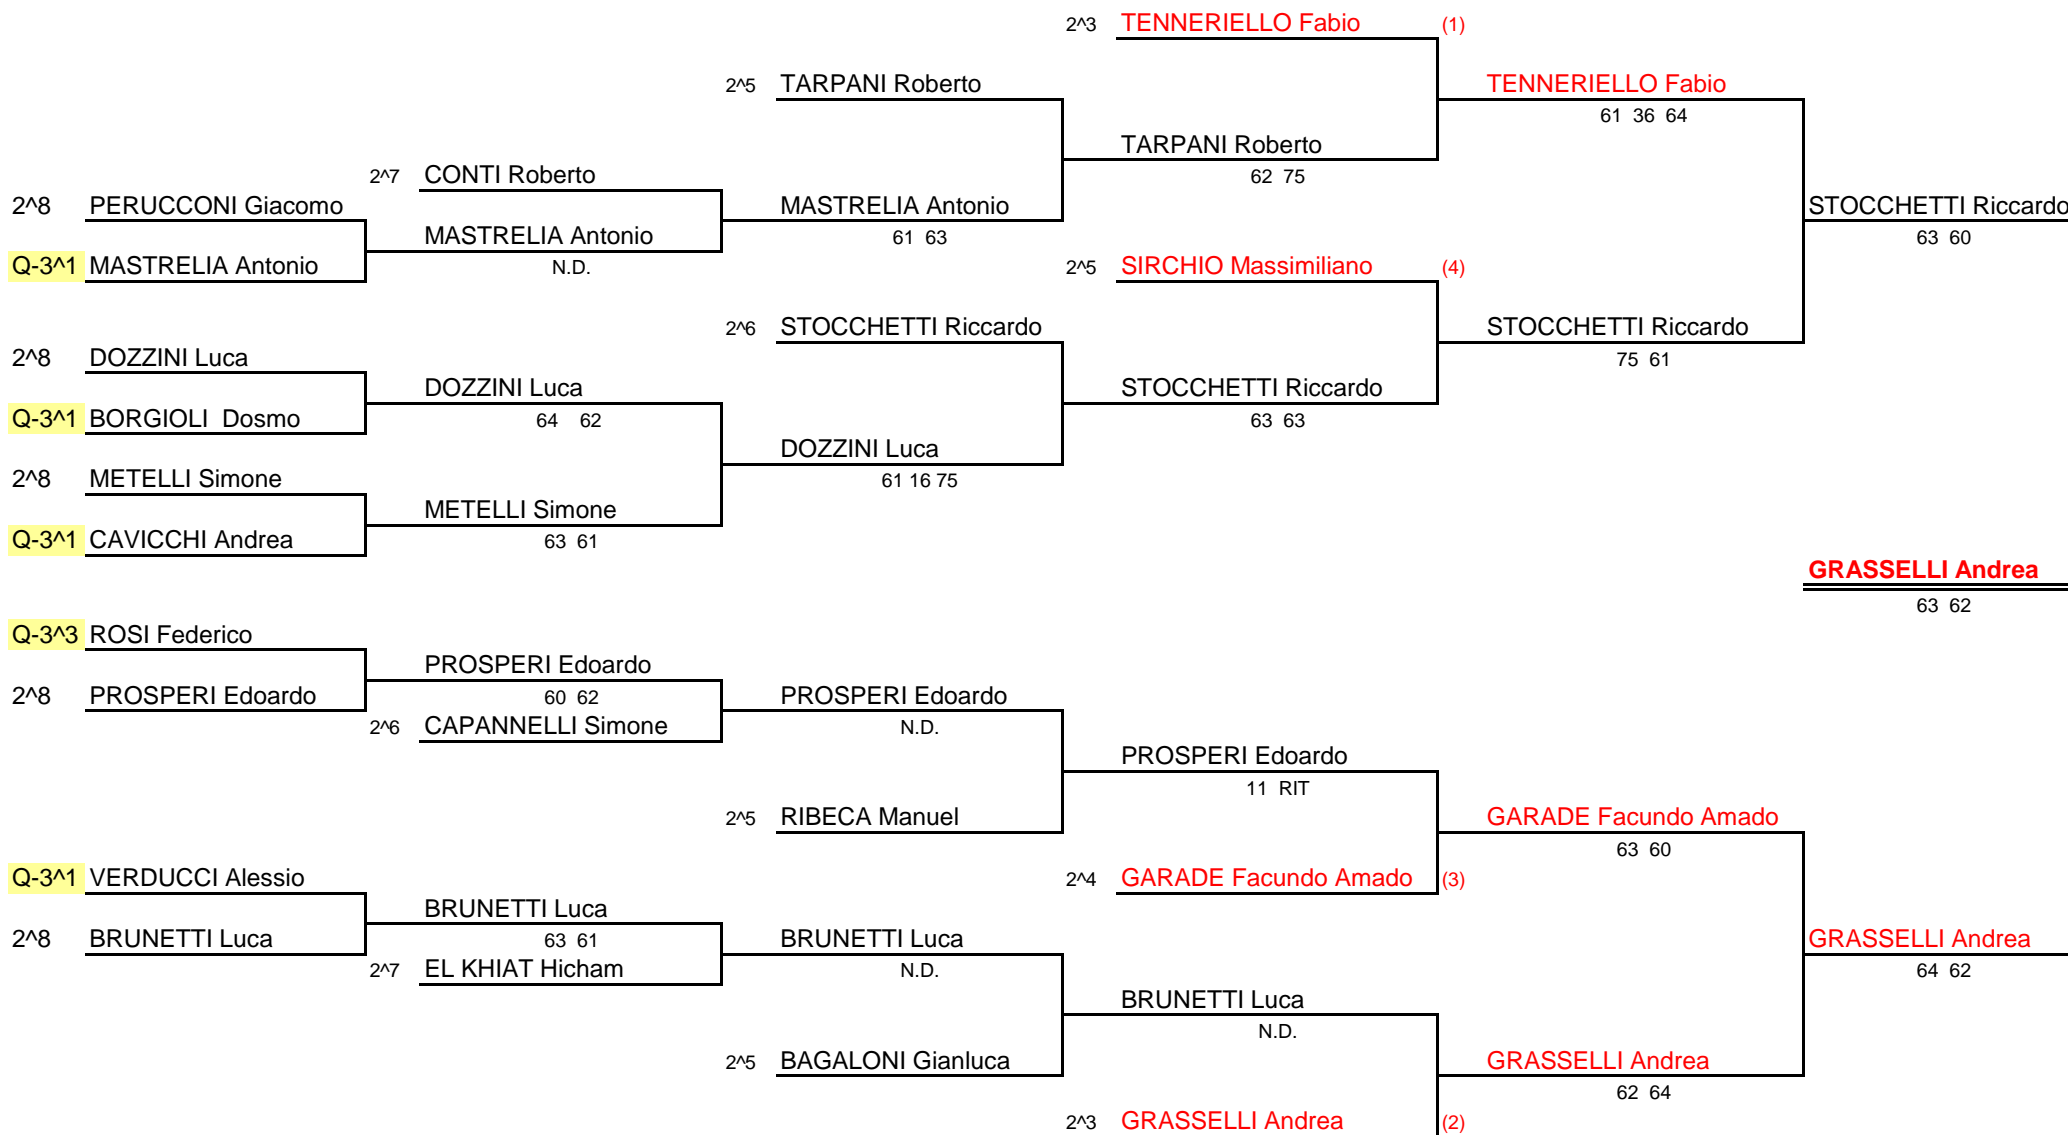 2^3 TENNERIELLO Fabio (1)
2^5 TARPANI Roberto TENNERIELLO Fabio
61 36 64
TARPANI Roberto
2^7 CONTI Roberto 62 75
2^8 PERUCCONI Giacomo MASTRELIA Antonio STOCCHETTI Riccardo
MASTRELIA Antonio 61 63 63 60
Q-3^1 MASTRELIA Antonio N.D. 2^5 SIRCHIO Massimiliano (4)
2^6 STOCCHETTI Riccardo STOCCHETTI Riccardo
2^8 DOZZINI Luca 75 61
DOZZINI Luca STOCCHETTI Riccardo
Q-3^1 BORGIOLI Dosmo 64 62 63 63
DOZZINI Luca
2^8 METELLI Simone 61 16 75
METELLI Simone
Q-3^1 CAVICCHI Andrea 63 61
GRASSELLI Andrea
63 62
Q-3^3 ROSI Federico
PROSPERI Edoardo
2^8 PROSPERI Edoardo 60 62 PROSPERI Edoardo
2^6 CAPANNELLI Simone N.D.
PROSPERI Edoardo
11 RIT
2^5 RIBECA Manuel GARADE Facundo Amado
63 60
Q-3^1 VERDUCCI Alessio 2^4 GARADE Facundo Amado (3)
BRUNETTI Luca
2^8 BRUNETTI Luca 63 61 BRUNETTI Luca GRASSELLI Andrea
2^7 EL KHIAT Hicham N.D. 64 62
BRUNETTI Luca
N.D.
2^5 BAGALONI Gianluca GRASSELLI Andrea
62 64
2^3 GRASSELLI Andrea (2)